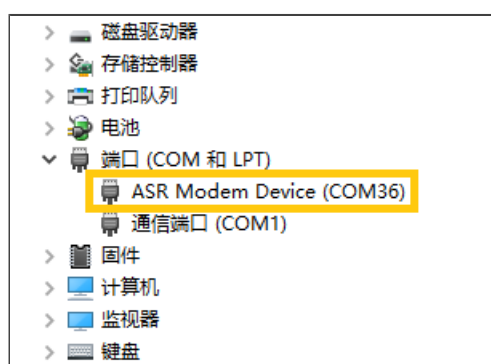 磁盘驱动器
存储控制器
打印队列
电池
端口 (COM 和 LPT)
ASR Modem Device (COM36)
通信端口 (COM1)
固件
计算机
监视器
键盘